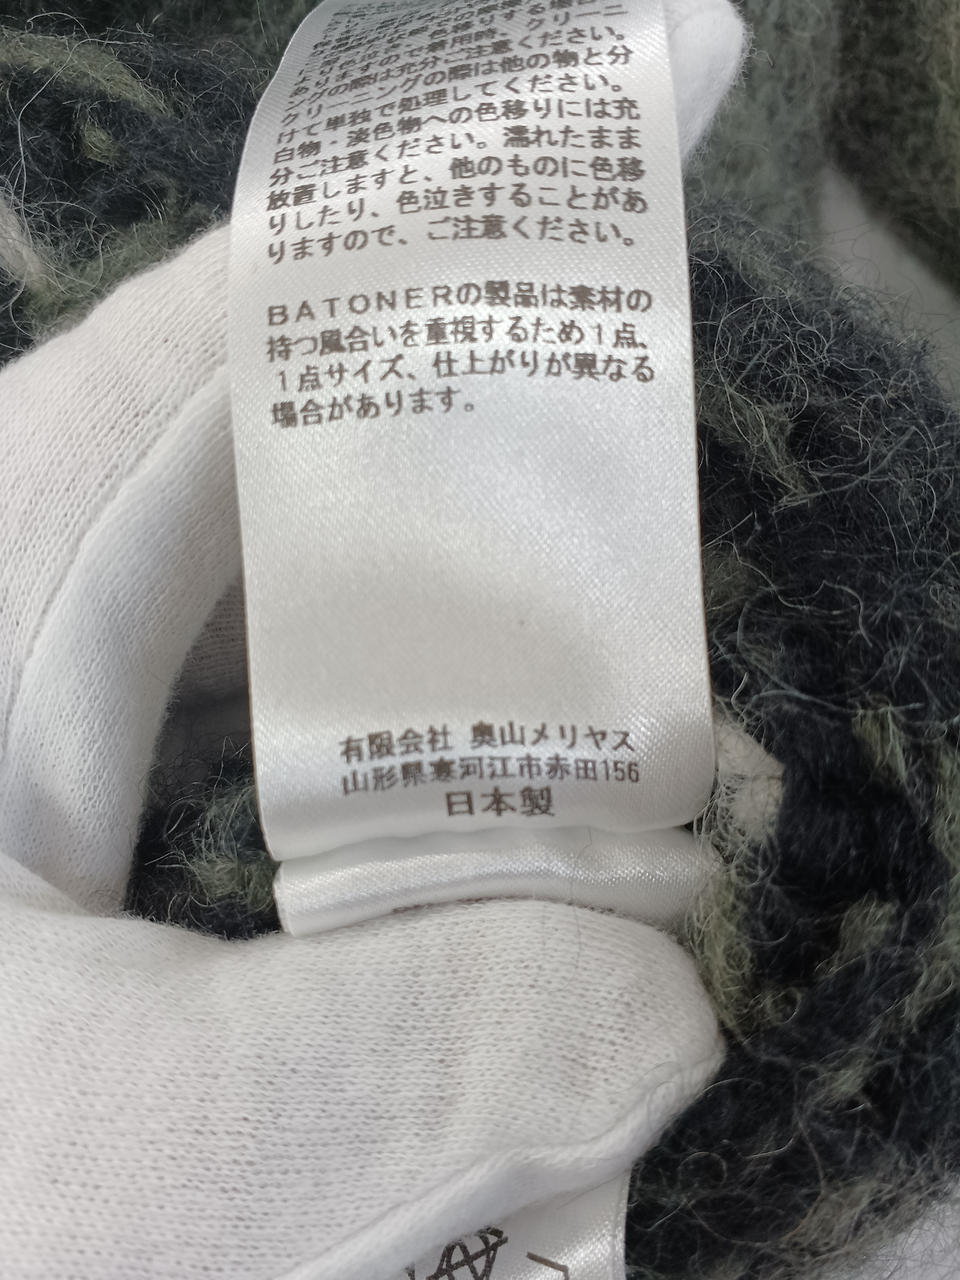 ありますので着用時、クリーニ
ングの際は充分ご注意ください。
クリーニングの際は他の物と分
けて単独で処理してください。
白物・淡色物への色移りには充
分ご注意ください。濡れたまま
放置しますと、他のものに色移
りしたり、色泣きすることがあ
りますので、ご注意ください。
BATONERの製品は素材の
持つ風合いを重視するため1点、
1点サイズ、仕上がりが異なる
場合があります。
有限会社 奥山メリヤス
山形県寒河江市赤田156
日本製